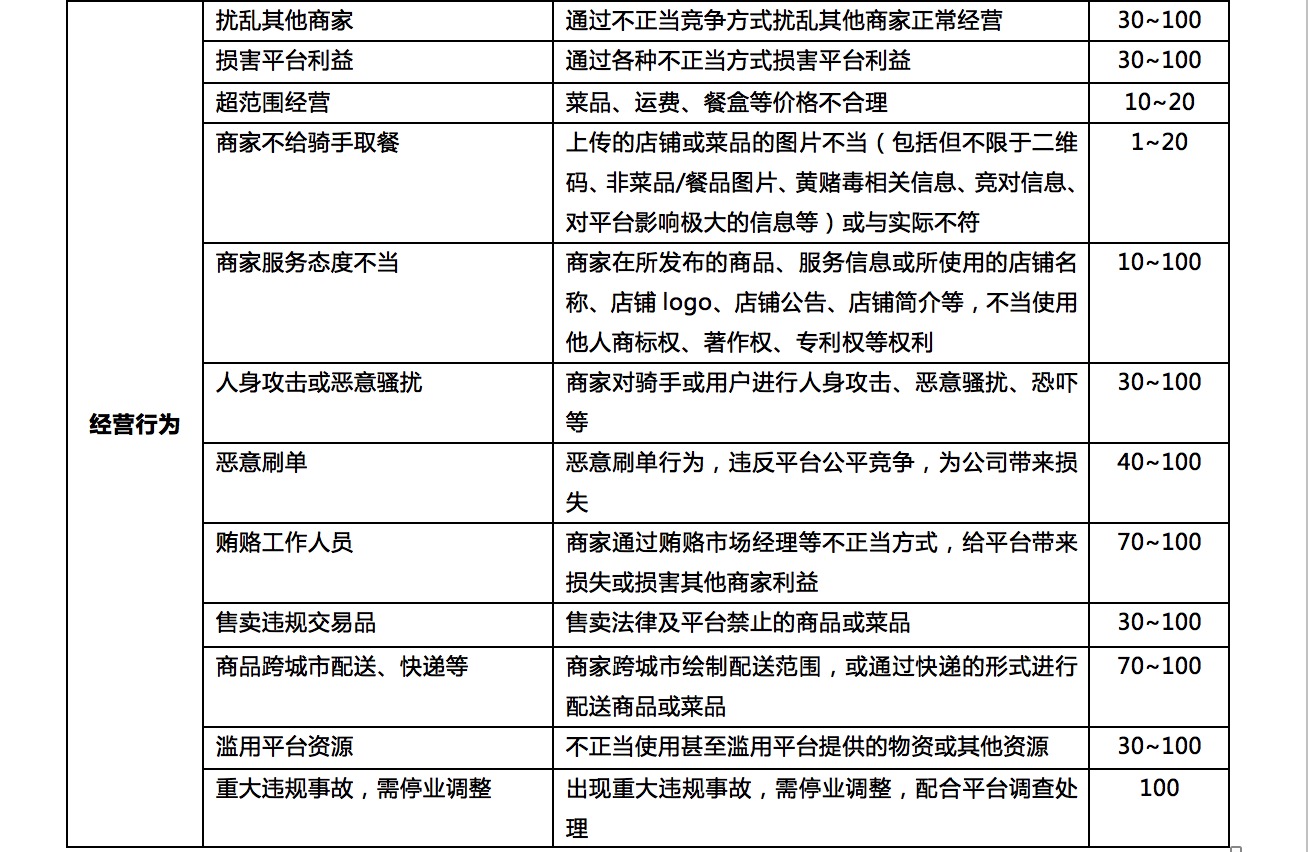 经营行为
扰乱其他商家 通过不正当竞争方式扰乱其他商家正常经营 30~100
损害平台利益 通过各种不正当方式损害平台利益 30~100
超范围经营 菜品、运费、餐盒等价格不合理 10~20
商家不给骑手取餐 上传的店铺或菜品的图片不当（包括但不限于二维 1~20
码、非菜品/餐品图片、黄赌毒相关信息、竞对信息、
对平台影响极大的信息等）或与实际不符
商家服务态度不当 商家在所发布的商品、服务信息或所使用的店铺名 10~100
称、店铺 logo、店铺公告、店铺简介等，不当使用
他人商标权、著作权、专利权等权利
人身攻击或恶意骚扰 商家对骑手或用户进行人身攻击、恶意骚扰、恐吓 30~100
等
恶意刷单 恶意刷单行为，违反平台公平竞争，为公司带来损 40~100
失
贿赂工作人员 商家通过贿赂市场经理等不正当方式，给平台带来 70~100
损失或损害其他商家利益
售卖违规交易品 售卖法律及平台禁止的商品或菜品 30~100
商品跨城市配送、快递等 商家跨城市绘制配送范围，或通过快递的形式进行 70~100
配送商品或菜品
滥用平台资源 不正当使用甚至滥用平台提供的物资或其他资源 30~100
重大违规事故，需停业调整 出现重大违规事故，需停业调整，配合平台调查处 100
理